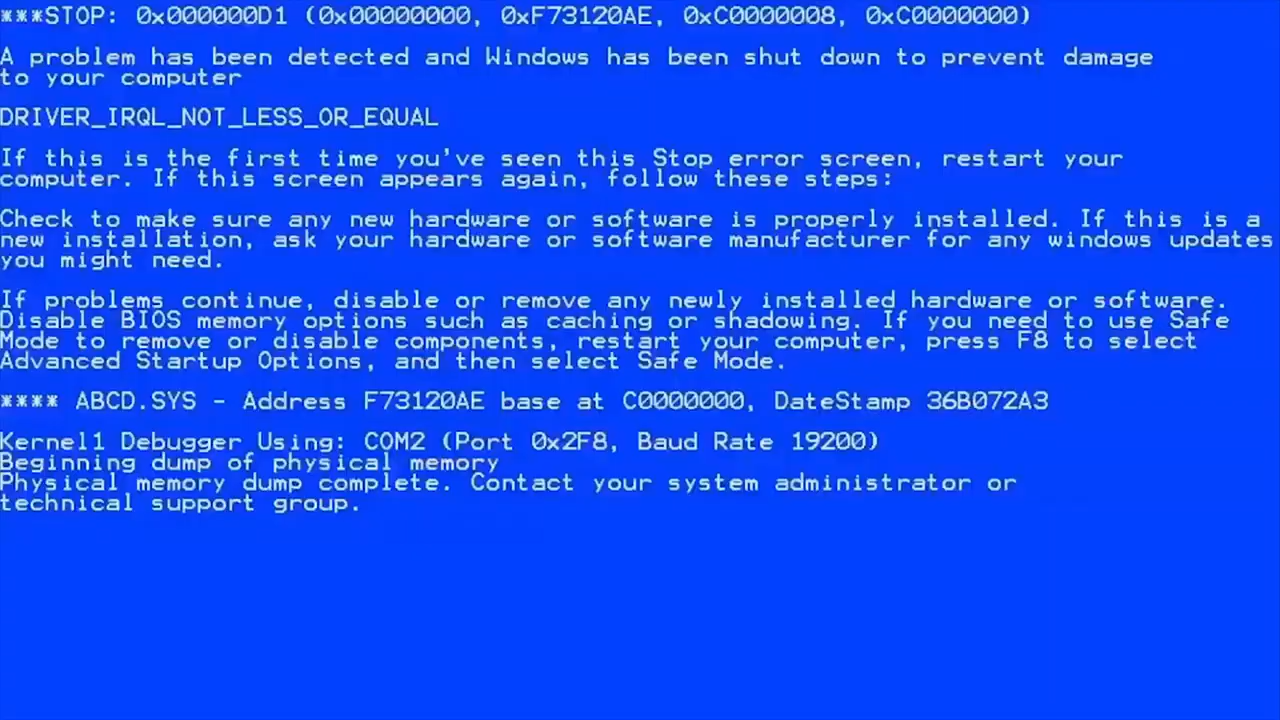 ***STOP: 0x000000D1 (0x00000000, 0xF73120AE, 0xC0000008, 0xC0000000)
A problem has been detected and Windows has been shut down to prevent damage
to your computer
DRIVER_IRQL_NOT_LESS_OR_EQUAL
If this is the first time you've seen this Stop error screen, restart your
computer. If this screen appears again, follow these steps:
Check to make sure any new hardware or software is properly installed. If this is a
new installation, ask your hardware or software manufacturer for any windows updates
you might need.
If problems continue, disable or remove any newly installed hardware or software.
Disable BIOS memory options such as caching or shadowing. If you need to use Safe
Mode to remove or disable components, restart your computer, press F8 to select
Advanced Startup Options, and then select Safe Mode.
**** ABCD.SYS - Address F73120AE base at C0000000, DateStamp 36B072A3
Kernel1 Debugger Using: COM2 (Port 0x2F8, Baud Rate 19200)
Beginning dump of physical memory
Physical memory dump complete. Contact your system administrator or
technical support group.